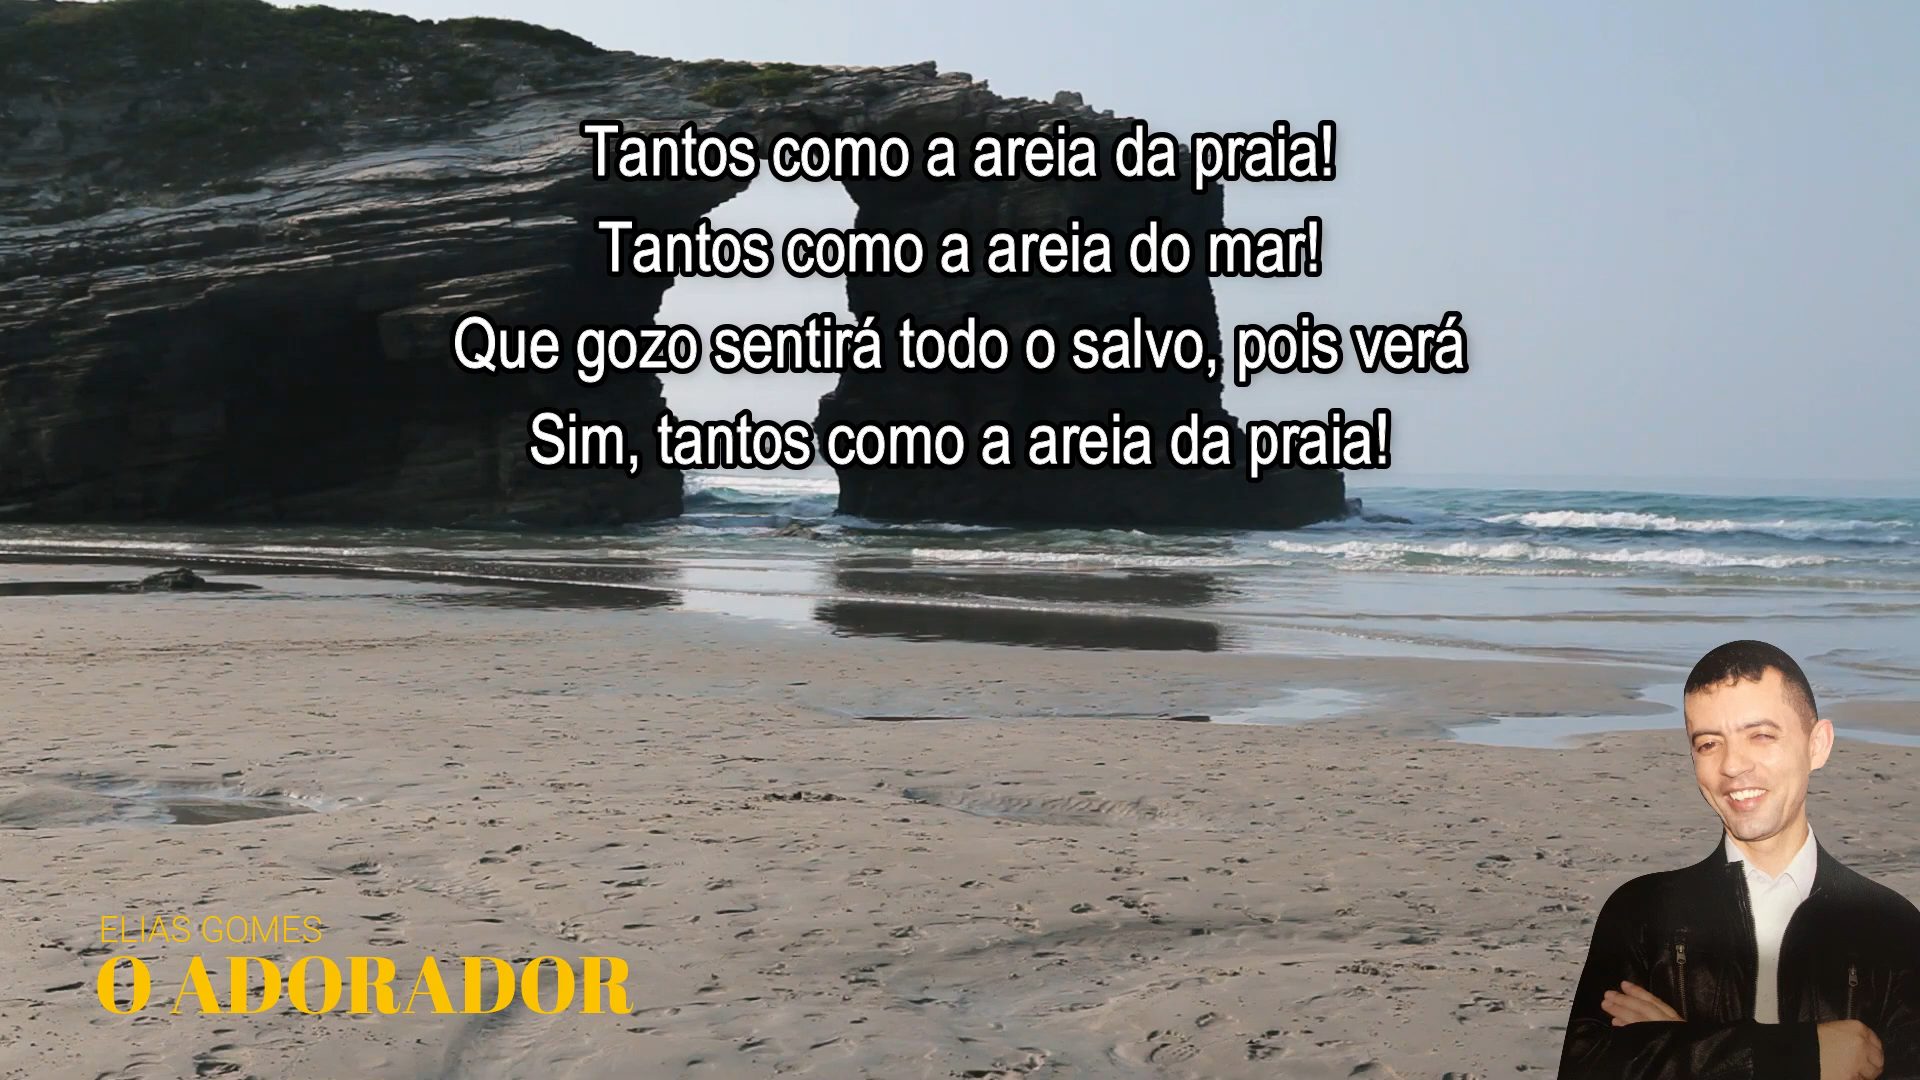 Tantos como a areia da praia!
Tantos como a areia do mar!
Que gozo sentirá todo o salvo, pois verá
Sim, tantos como a areia da praia!
ELIAS GOMES
O ADORADOR